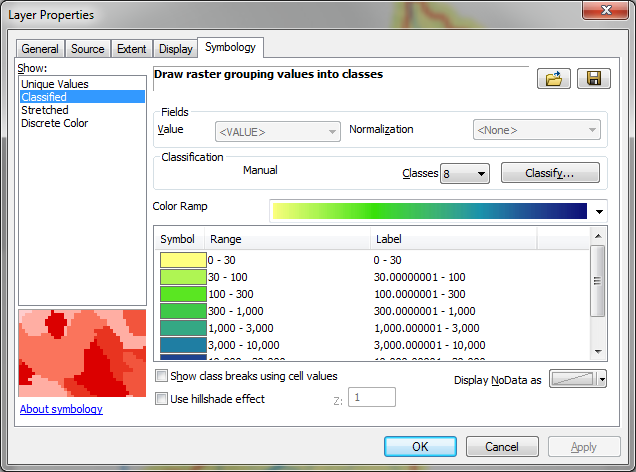 Layer Properties
General Source Extent Display Symbology
Show:
Unique Values
Classified
Stretched
Discrete Color
Draw raster grouping values into classes
Fields
Value <VALUE> Normalization <None>
Classification
Manual Classes 8 Classify...
Color Ramp
Symbol Range Label
0 - 30 0 - 30
30 - 100 30.0000001 - 100
100 - 300 100.0000001 - 300
300 - 1,000 300.0000001 - 1,000
1,000 - 3,000 1,000.000001 - 3,000
3,000 - 10,000 3,000.000001 - 10,000
Show class breaks using cell values Display NoData as
Use hillshade effect Z: 1
About symbology
OK Cancel Apply